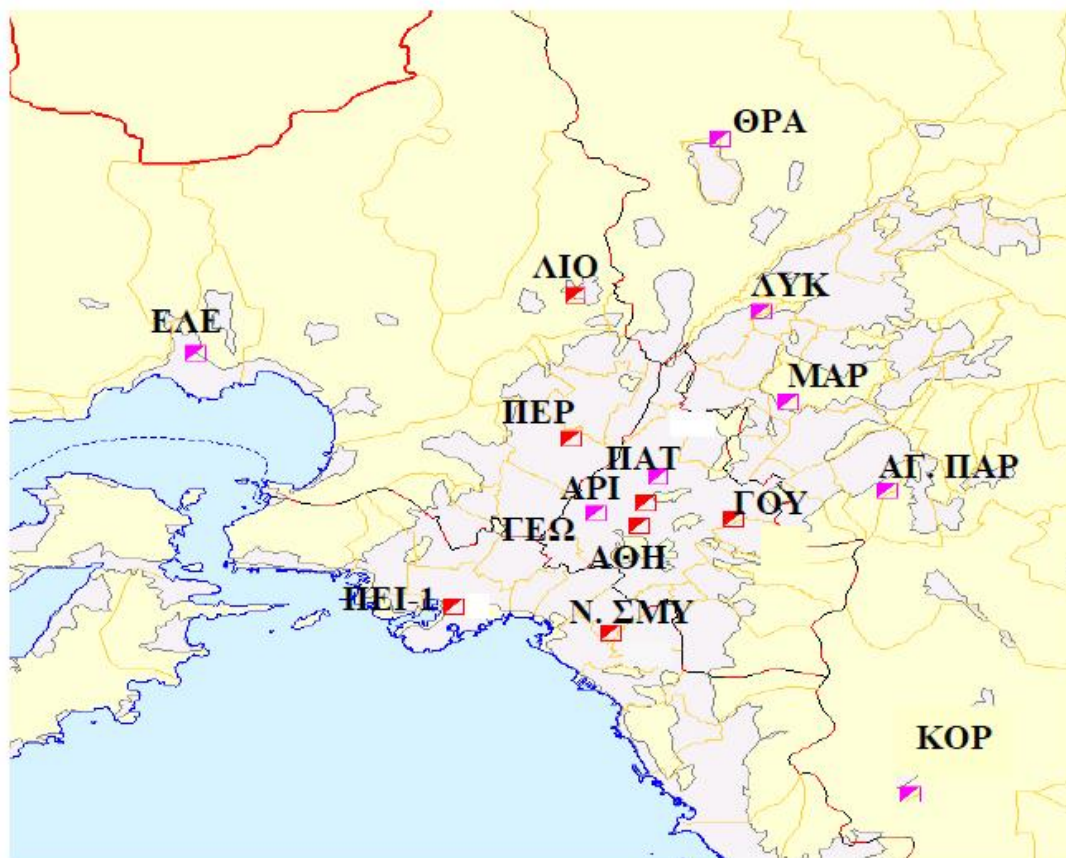 ΘΡΑ
ΛΙΟ
ΛΥΚ
ΕΛΕ
ΜΑΡ
ΠΕΡ
ΠΑΤ
ΑΓ. ΠΑΡ
ΑΡΙ
ΓΟΥ
ΓΕΩ
ΑΘΗ
ΠΕΙ-1
Ν. ΣΜΥ
ΚΟΡ